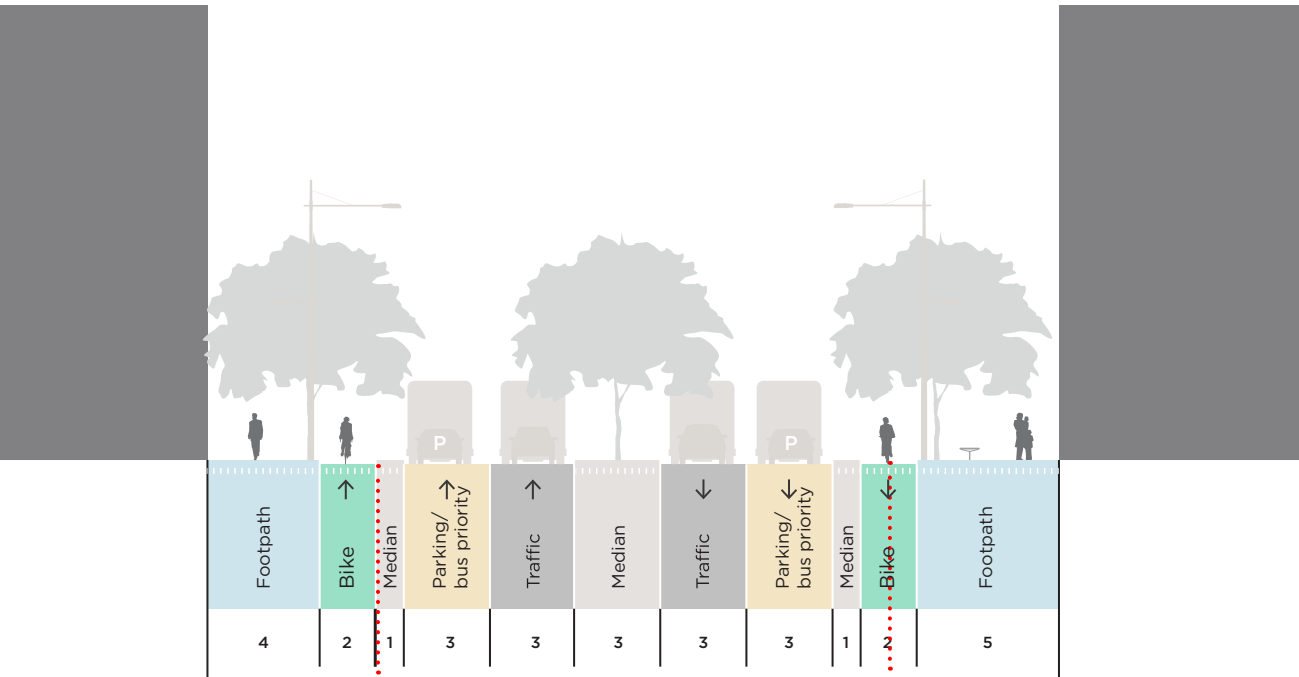 P
P
Footpath
Bike
Median
Parking/
bus priority
Traffic
Median
Traffic
Parking/
bus priority
Median
Bike
Footpath
4 2 1 3 3 3 3 3 1 2 5